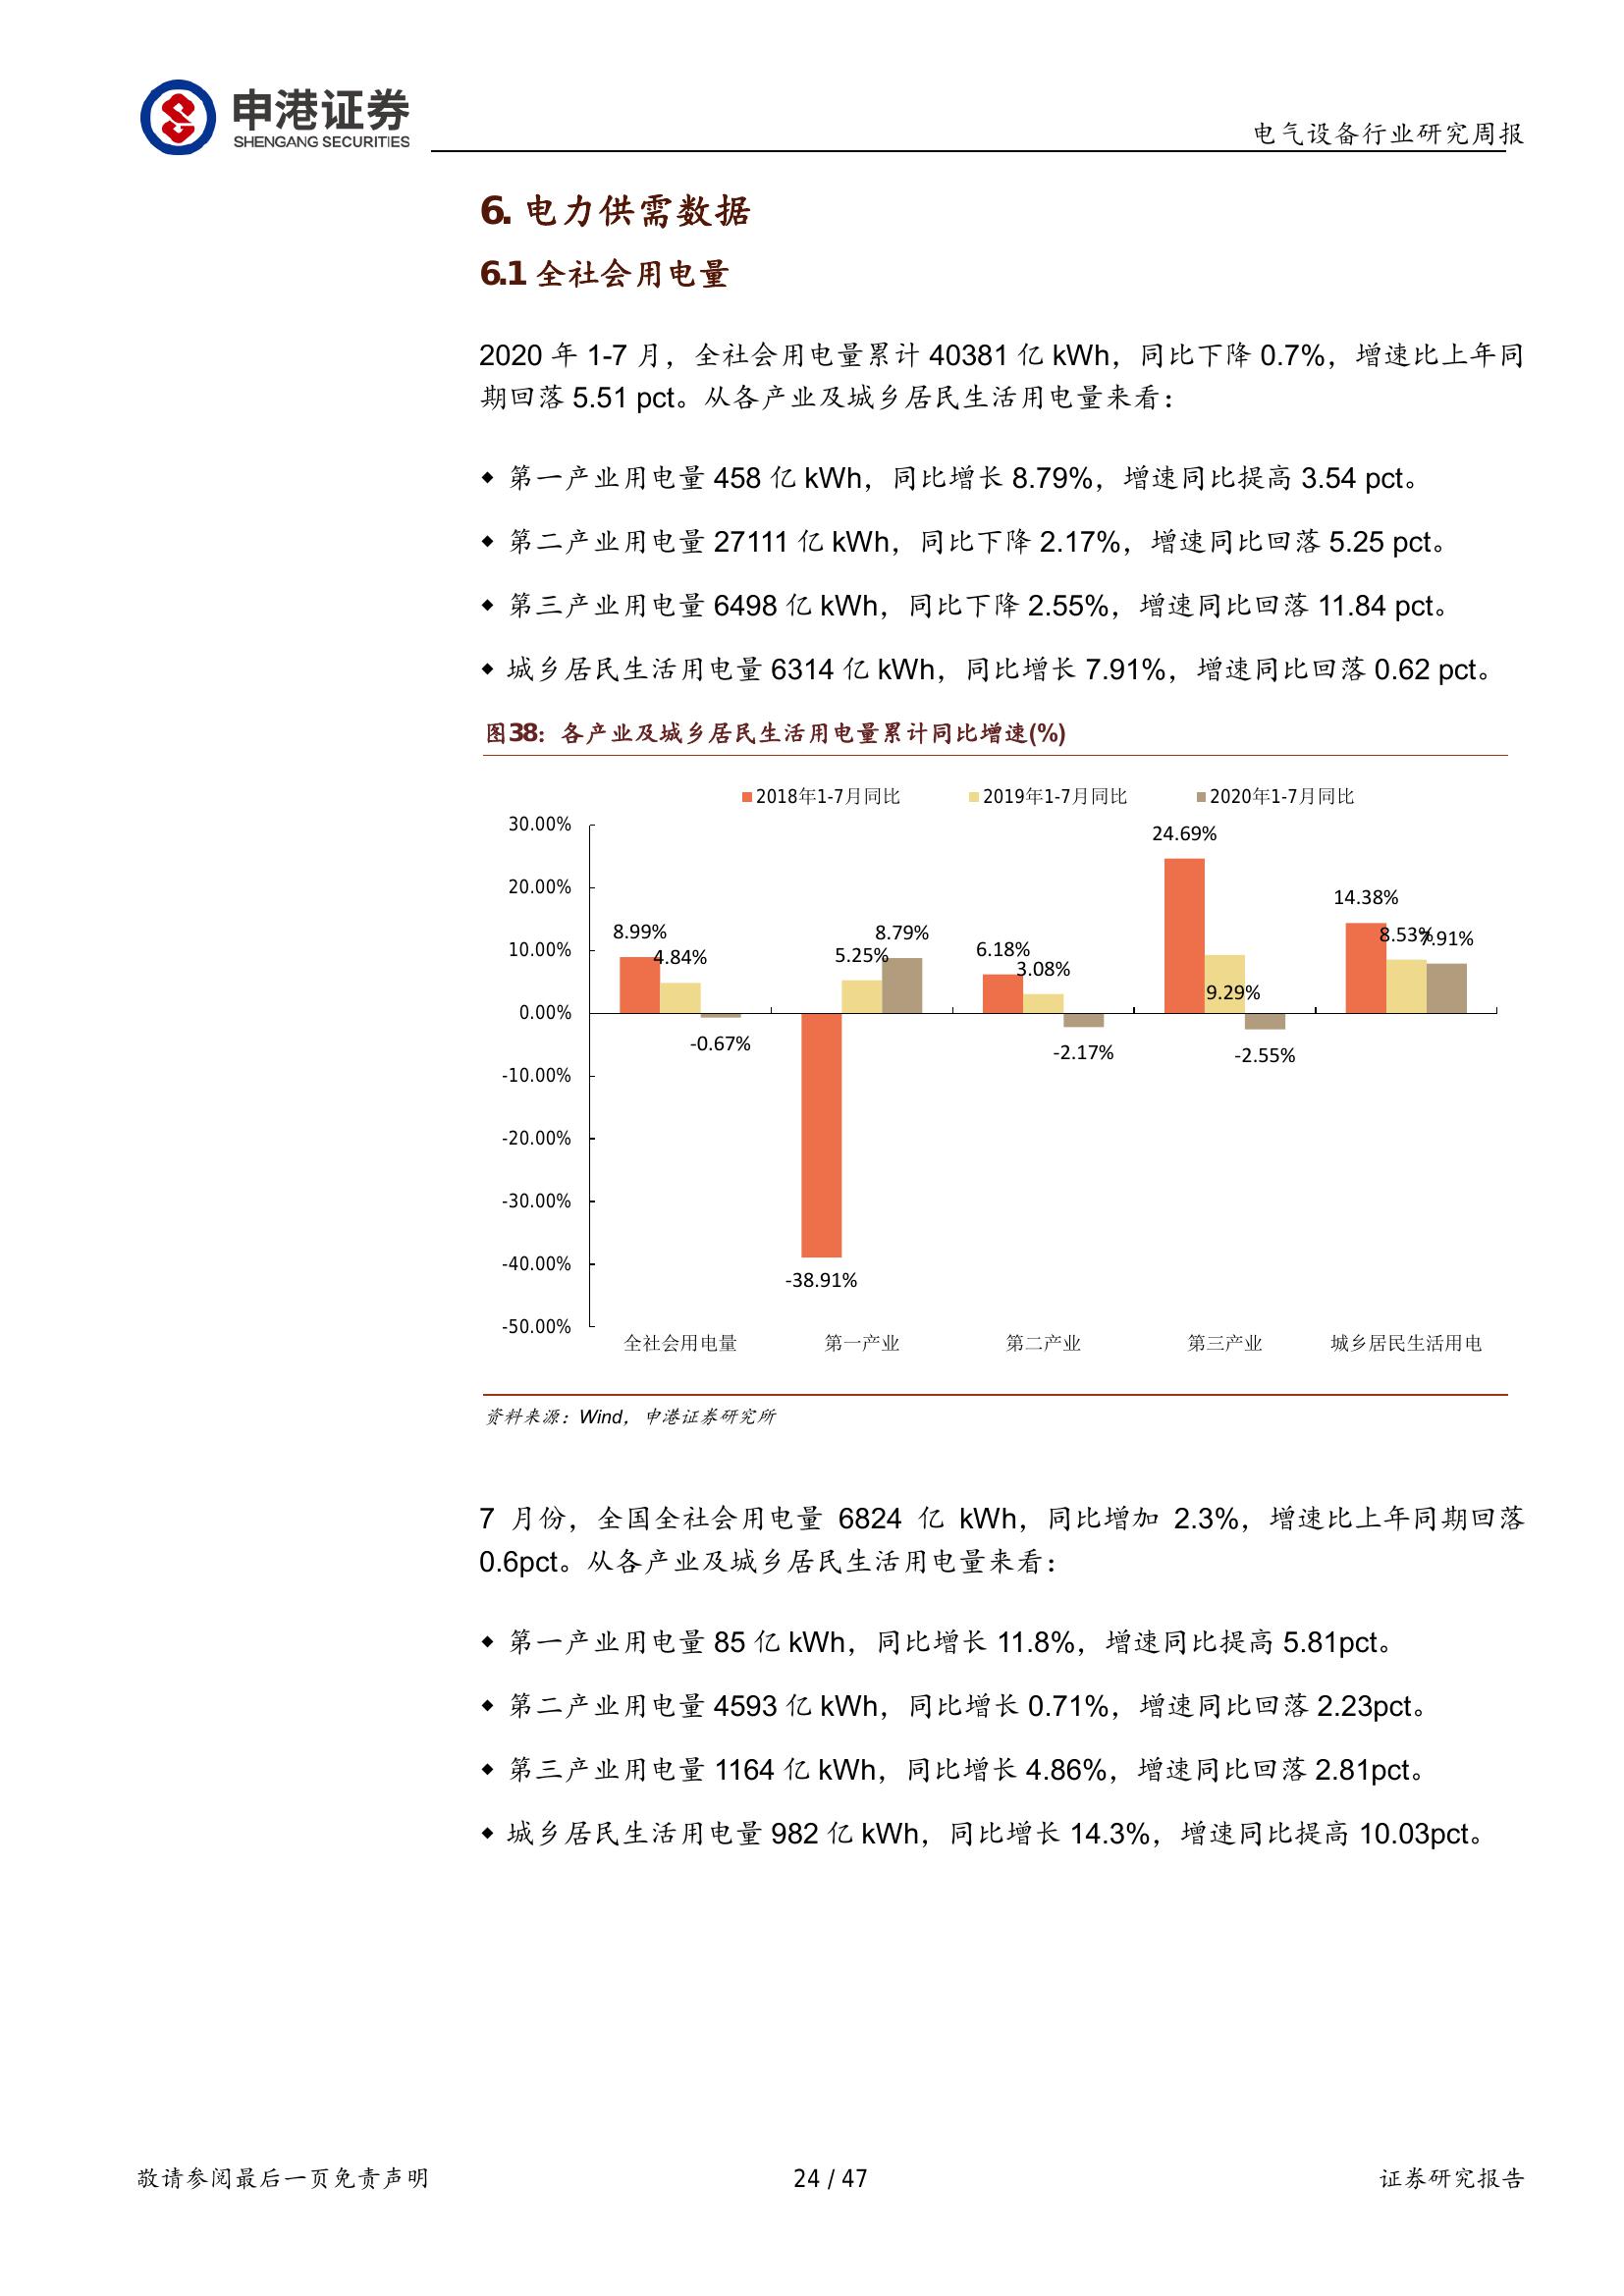 申港证券
SHENGANG SECURITIES
电气设备行业研究周报
6. 电力供需数据
6.1 全社会用电量
2020 年 1-7 月，全社会用电量累计 40381 亿 kWh，同比下降 0.7%，增速比上年同
期回落 5.51 pct。从各产业及城乡居民生活用电量来看：
◆ 第一产业用电量 458 亿 kWh，同比增长 8.79%，增速同比提高 3.54 pct。
◆ 第二产业用电量 27111 亿 kWh，同比下降 2.17%，增速同比回落 5.25 pct。
◆ 第三产业用电量 6498 亿 kWh，同比下降 2.55%，增速同比回落 11.84 pct。
◆ 城乡居民生活用电量 6314 亿 kWh，同比增长 7.91%，增速同比回落 0.62 pct。
图38：各产业及城乡居民生活用电量累计同比增速(%)
2018年1-7月同比 2019年1-7月同比 2020年1-7月同比
30.00%
20.00%
10.00%
0.00%
-10.00%
-20.00%
-30.00%
-40.00%
-50.00%
8.99%
4.84%
-0.67%
-38.91%
5.25%
8.79%
6.18%
3.08%
-2.17%
24.69%
9.29%
-2.55%
14.38%
8.53%
7.91%
全社会用电量 第一产业 第二产业 第三产业 城乡居民生活用电
资料来源：Wind，申港证券研究所
7 月份，全国全社会用电量 6824 亿 kWh，同比增加 2.3%，增速比上年同期回落
0.6pct。从各产业及城乡居民生活用电量来看：
◆ 第一产业用电量 85 亿 kWh，同比增长 11.8%，增速同比提高 5.81pct。
◆ 第二产业用电量 4593 亿 kWh，同比增长 0.71%，增速同比回落 2.23pct。
◆ 第三产业用电量 1164 亿 kWh，同比增长 4.86%，增速同比回落 2.81pct。
◆ 城乡居民生活用电量 982 亿 kWh，同比增长 14.3%，增速同比提高 10.03pct。
敬请参阅最后一页免责声明
24 / 47
证券研究报告